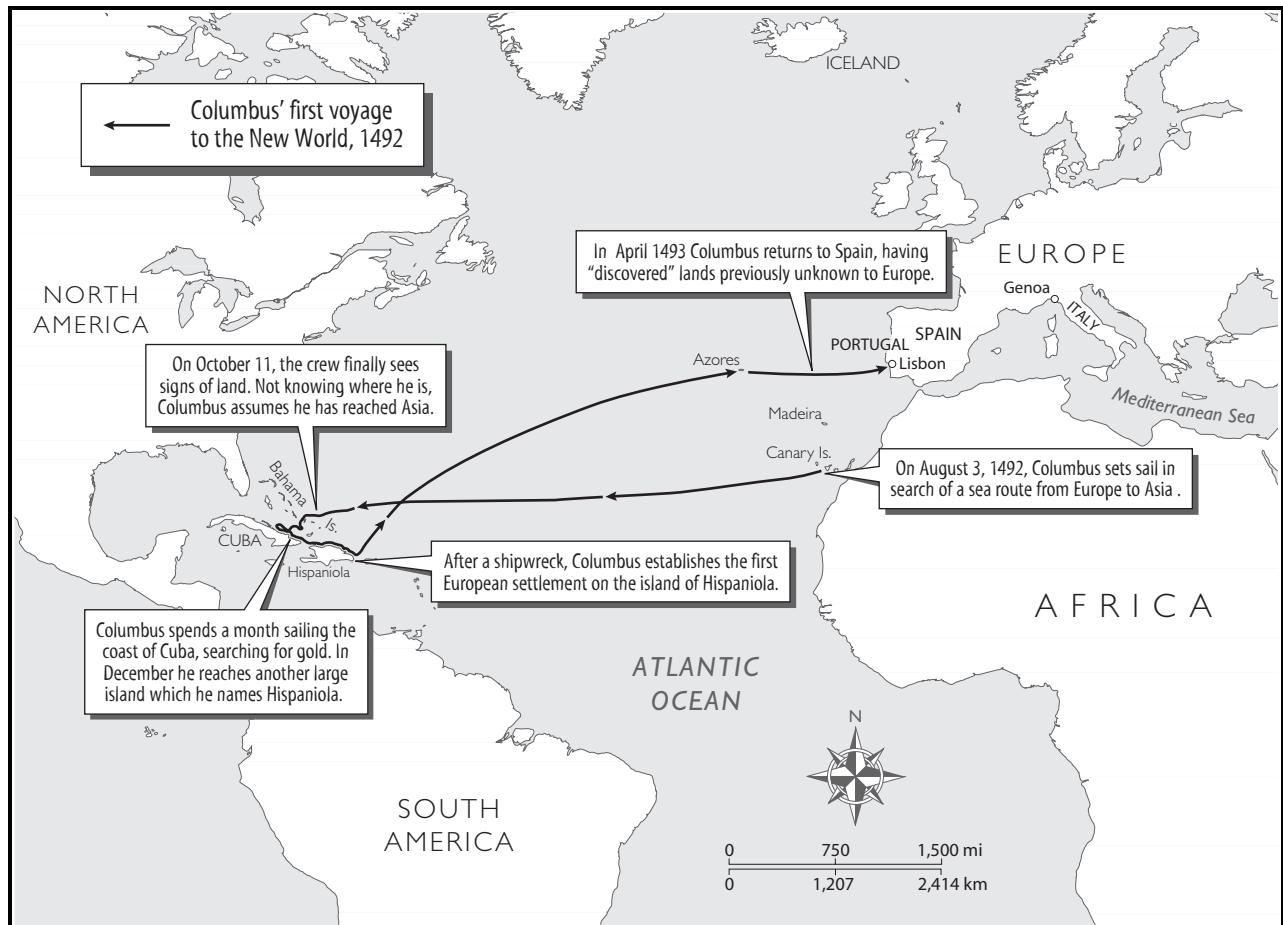 Columbus’ first voyage
to the New World, 1492
ICELAND
In  April 1493 Columbus returns to Spain, having
“discovered” lands previously unknown to Europe.
EUROPE
Genoa
ITALY
NORTH
AMERICA
SPAIN
PORTUGAL
Lisbon
On October 11, the crew finally sees
signs of land. Not knowing where he is,
Columbus assumes he has reached Asia.
Azores
Mediterranean Sea
Madeira
Canary Is.
On August 3, 1492, Columbus sets sail in
search of a sea route from Europe to Asia .
Bahama
Is.
CUBA
Hispaniola
After a shipwreck, Columbus establishes the first
European settlement on the island of Hispaniola.
AFRICA
Columbus spends a month sailing the
coast of Cuba, searching for gold. In
December he reaches another large
island which he names Hispaniola.
ATLANTIC
OCEAN
N
SOUTH
AMERICA
0 750 1,500 mi
0 1,207 2,414 km